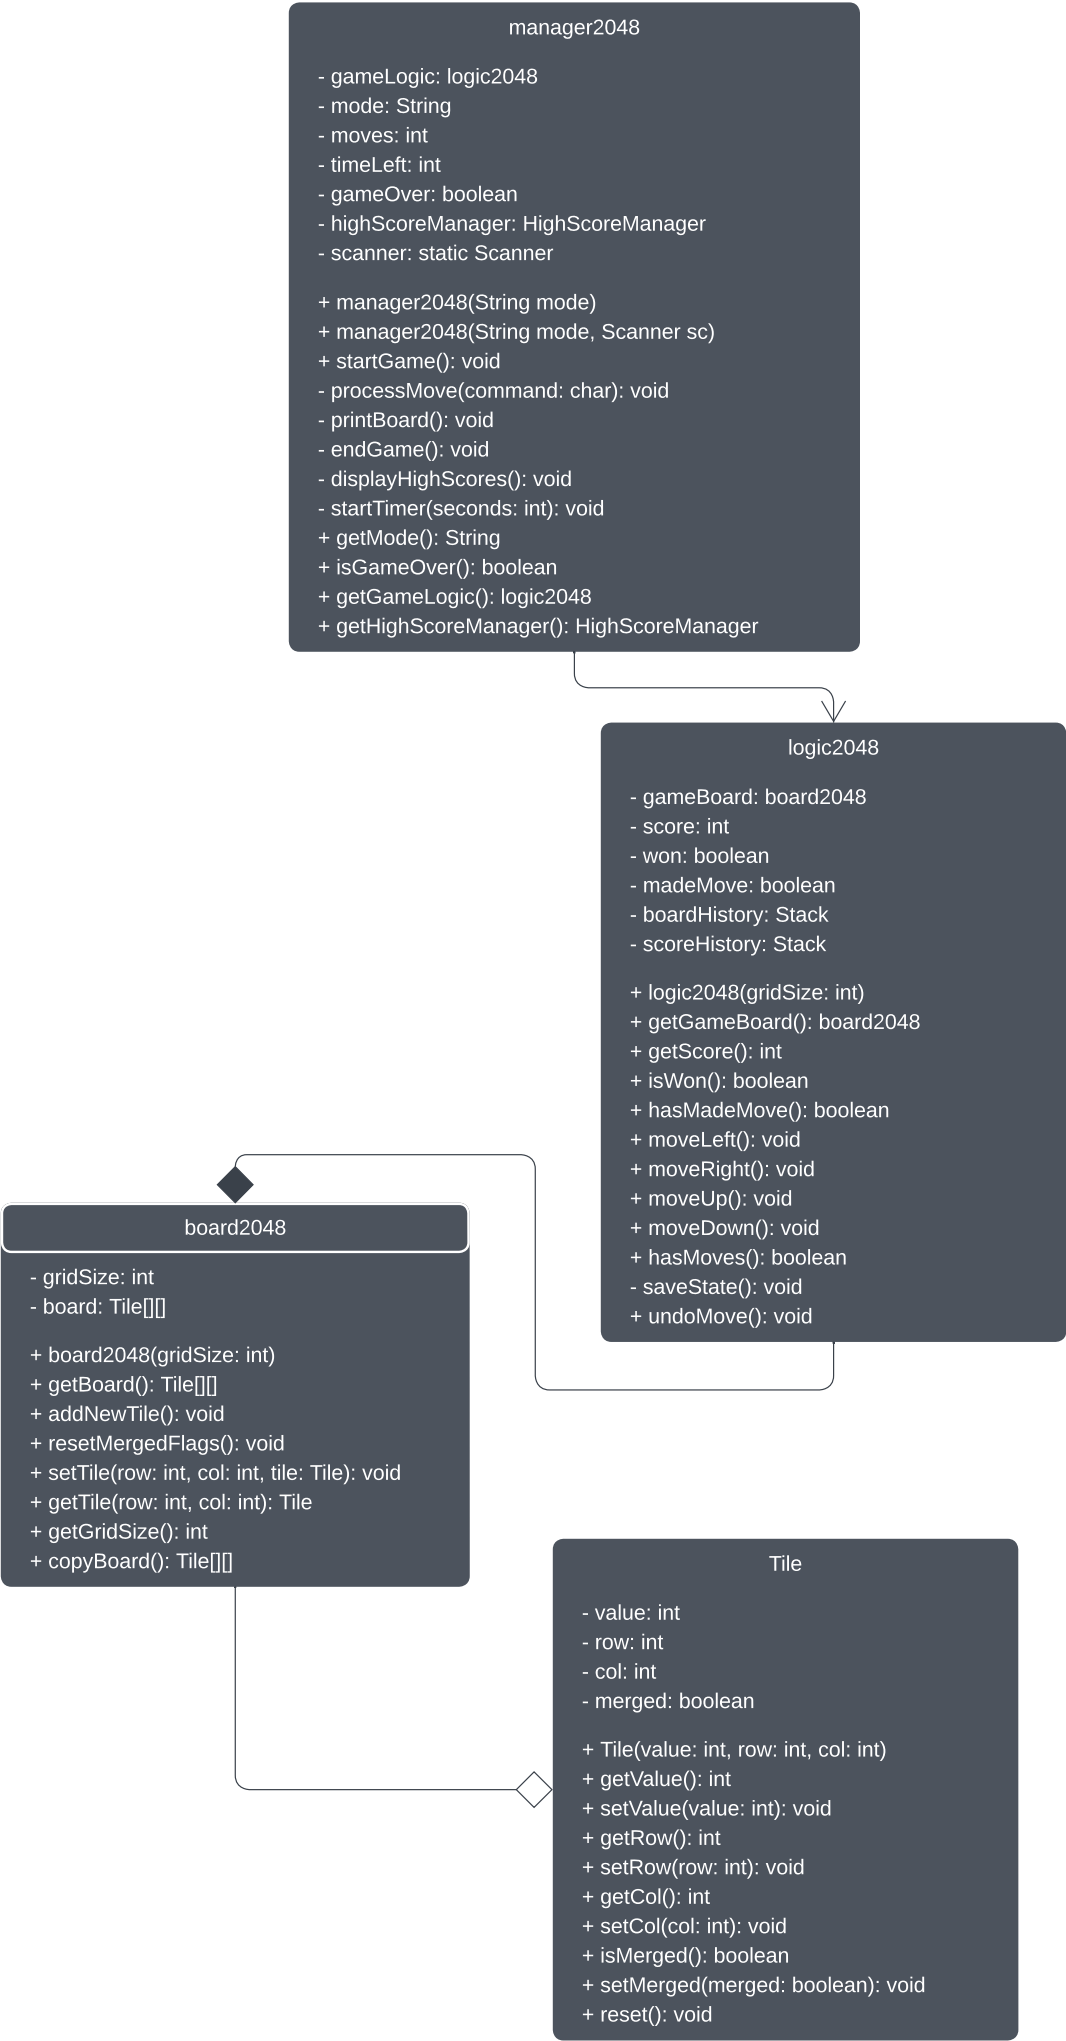 manager2048
- gameLogic: logic2048
- mode: String
- moves: int
- timeLeft: int
- gameOver: boolean
- highScoreManager: HighScoreManager
- scanner: static Scanner
+ manager2048(String mode)
+ manager2048(String mode, Scanner sc)
+ startGame(): void
- processMove(command: char): void
- printBoard(): void
- endGame(): void
- displayHighScores(): void
- startTimer(seconds: int): void
+ getMode(): String
+ isGameOver(): boolean
+ getGameLogic(): logic2048
+ getHighScoreManager(): HighScoreManager
logic2048
- gameBoard: board2048
- score: int
- won: boolean
- madeMove: boolean
- boardHistory: Stack
- scoreHistory: Stack
+ logic2048(gridSize: int)
+ getGameBoard(): board2048
+ getScore(): int
+ isWon(): boolean
+ hasMadeMove(): boolean
+ moveLeft(): void
+ moveRight(): void
+ moveUp(): void
+ moveDown(): void
+ hasMoves(): boolean
- saveState(): void
+ undoMove(): void
board2048
- gridSize: int
- board: Tile[][]
+ board2048(gridSize: int)
+ getBoard(): Tile[][]
+ addNewTile(): void
+ resetMergedFlags(): void
+ setTile(row: int, col: int, tile: Tile): void
+ getTile(row: int, col: int): Tile
+ getGridSize(): int
+ copyBoard(): Tile[][]
Tile
- value: int
- row: int
- col: int
- merged: boolean
+ Tile(value: int, row: int, col: int)
+ getValue(): int
+ setValue(value: int): void
+ getRow(): int
+ setRow(row: int): void
+ getCol(): int
+ setCol(col: int): void
+ isMerged(): boolean
+ setMerged(merged: boolean): void
+ reset(): void